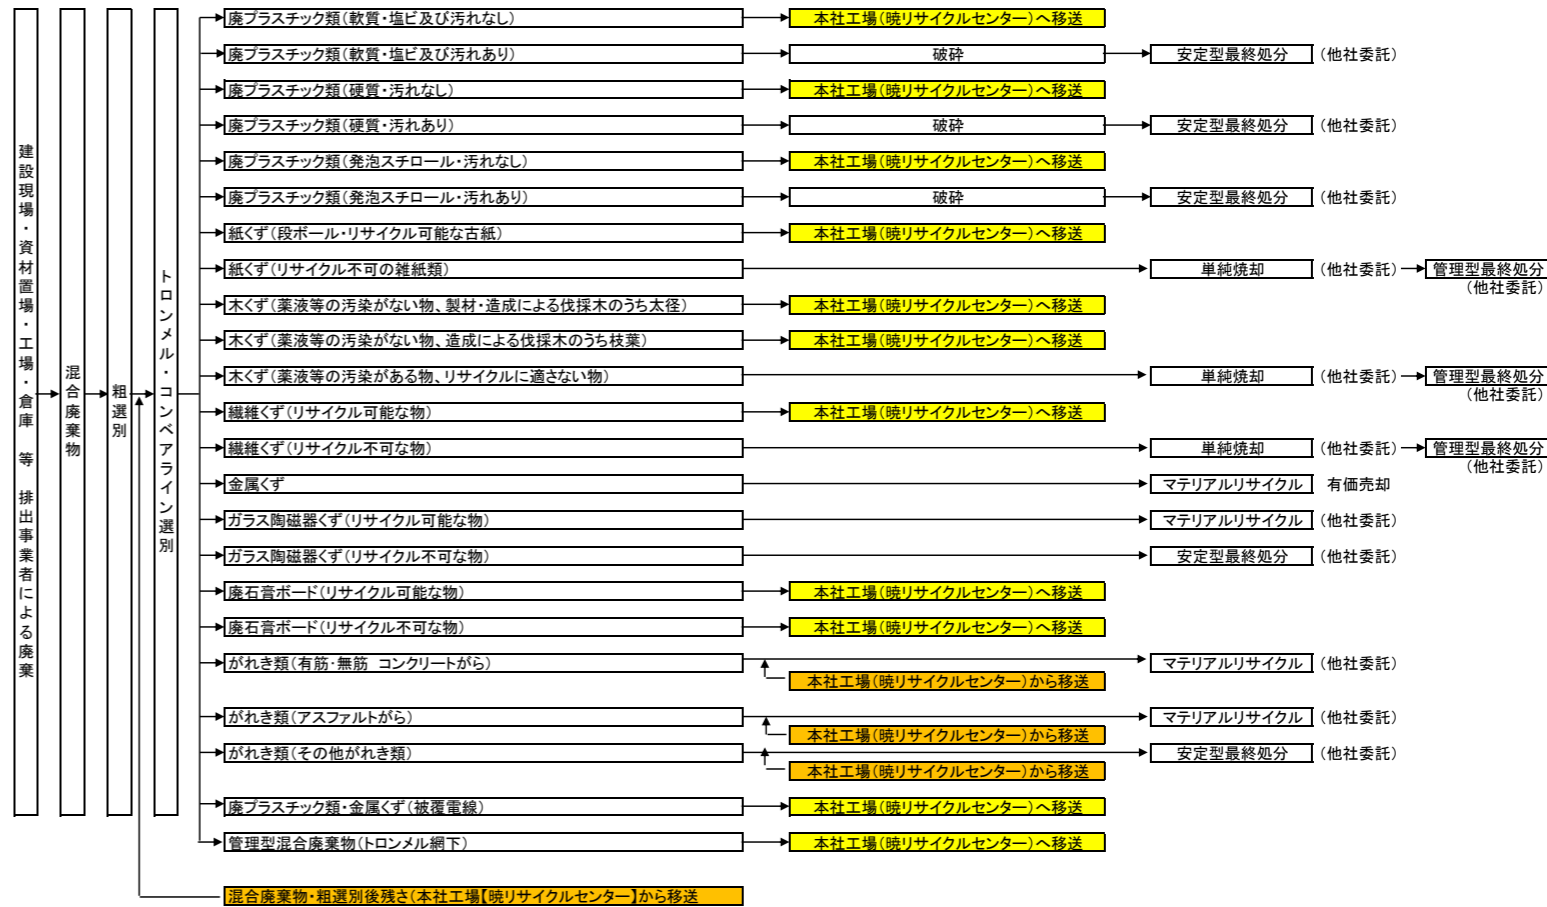 建設現場・資材置場・工場・倉庫 等 排出事業者による廃棄
混合廃棄物
粗選別
トロンメル・コンベアライン選別
廃プラスチック類(軟質・塩ビ及び汚れなし)
本社工場(暁リサイクルセンター)へ移送
廃プラスチック類(軟質・塩ビ及び汚れあり)
破砕
安定型最終処分
(他社委託)
廃プラスチック類(硬質・汚れなし)
本社工場(暁リサイクルセンター)へ移送
廃プラスチック類(硬質・汚れあり)
破砕
安定型最終処分
(他社委託)
廃プラスチック類(発泡スチロール・汚れなし)
本社工場(暁リサイクルセンター)へ移送
廃プラスチック類(発泡スチロール・汚れあり)
破砕
安定型最終処分
(他社委託)
紙くず(段ボール・リサイクル可能な古紙)
本社工場(暁リサイクルセンター)へ移送
紙くず(リサイクル不可の雑紙類)
単純焼却
(他社委託)
管理型最終処分
(他社委託)
木くず(薬液等の汚染がない物、製材・造成による伐採木のうち太径)
本社工場(暁リサイクルセンター)へ移送
木くず(薬液等の汚染がない物、造成による伐採木のうち枝葉)
本社工場(暁リサイクルセンター)へ移送
木くず(薬液等の汚染がある物、リサイクルに適さない物)
単純焼却
(他社委託)
管理型最終処分
(他社委託)
繊維くず(リサイクル可能な物)
本社工場(暁リサイクルセンター)へ移送
繊維くず(リサイクル不可な物)
単純焼却
(他社委託)
管理型最終処分
(他社委託)
金属くず
マテリアルリサイクル
有価売却
ガラス陶磁器くず(リサイクル可能な物)
マテリアルリサイクル
(他社委託)
ガラス陶磁器くず(リサイクル不可な物)
安定型最終処分
(他社委託)
廃石膏ボード(リサイクル可能な物)
本社工場(暁リサイクルセンター)へ移送
廃石膏ボード(リサイクル不可な物)
本社工場(暁リサイクルセンター)へ移送
がれき類(有筋・無筋 コンクリートがら)
マテリアルリサイクル
(他社委託)
本社工場(暁リサイクルセンター)から移送
がれき類(アスファルトがら)
マテリアルリサイクル
(他社委託)
本社工場(暁リサイクルセンター)から移送
がれき類(その他がれき類)
安定型最終処分
(他社委託)
本社工場(暁リサイクルセンター)から移送
廃プラスチック類・金属くず(被覆電線)
本社工場(暁リサイクルセンター)へ移送
管理型混合廃棄物(トロンメル網下)
本社工場(暁リサイクルセンター)へ移送
混合廃棄物・粗選別後残さ(本社工場【暁リサイクルセンター】から移送